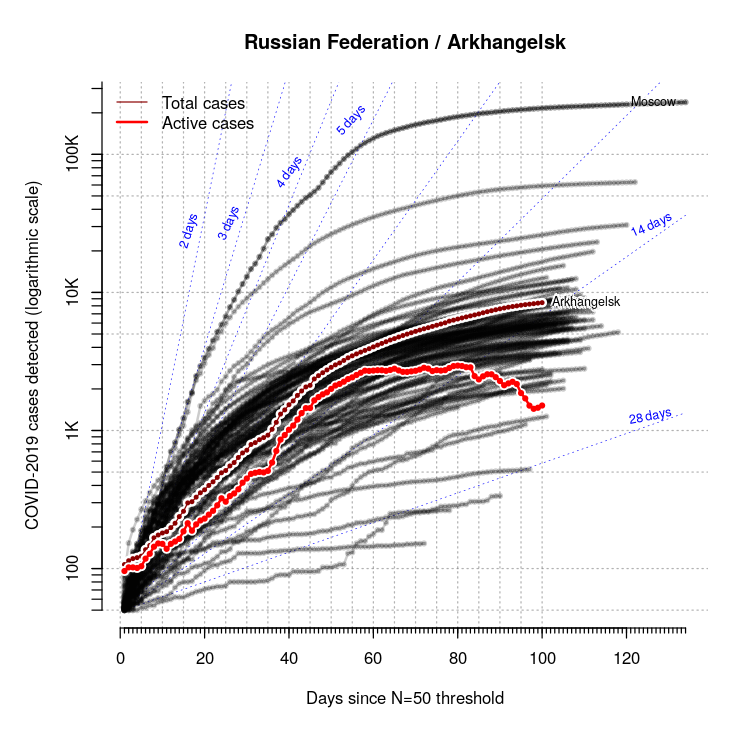 Russian Federation / Arkhangelsk
Total cases
Active cases
Moscow
2 days
3 days
4 days
5 days
14 days
Arkhangelsk
28 days
COVID-2019 cases detected (logarithmic scale)
100K
10K
1K
100
0 20 40 60 80 100 120
Days since N=50 threshold